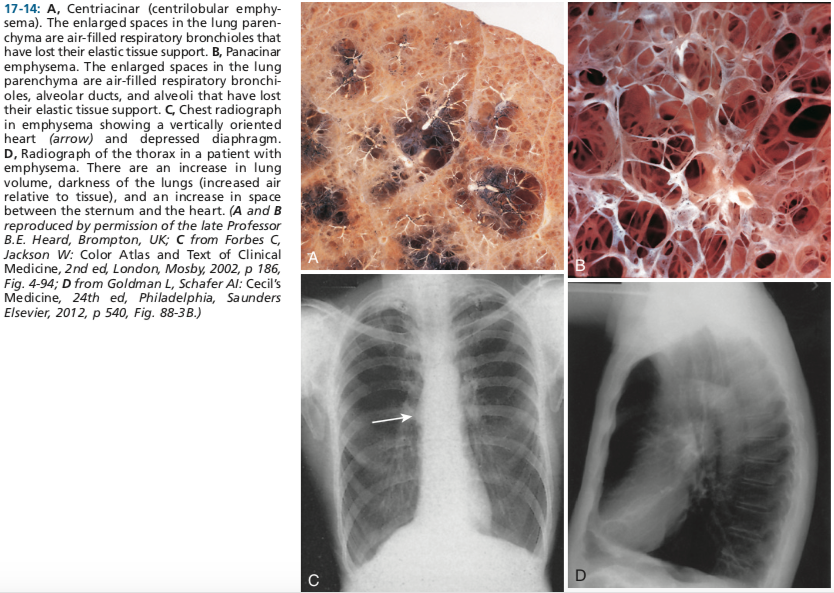 17-14: A, Centriacinar (centrilobular emphy-
sema). The enlarged spaces in the lung paren-
chyma are air-filled respiratory bronchioles that
have lost their elastic tissue support. B, Panacinar
emphysema. The enlarged spaces in the lung
parenchyma are air-filled respiratory bronchi-
oles, alveolar ducts, and alveoli that have lost
their elastic tissue support. C, Chest radiograph
in emphysema showing a vertically oriented
heart (arrow) and depressed diaphragm.
D, Radiograph of the thorax in a patient with
emphysema. There are an increase in lung
volume, darkness of the lungs (increased air
relative to tissue), and an increase in space
between the sternum and the heart. (A and B
reproduced by permission of the late Professor
B.E. Heard, Brompton, UK; C from Forbes C,
Jackson W: Color Atlas and Text of Clinical
Medicine, 2nd ed, London, Mosby, 2002, p 186,
Fig. 4-94; D from Goldman L, Schafer AI: Cecil's
Medicine, 24th ed, Philadelphia, Saunders
Elsevier, 2012, p 540, Fig. 88-3B.)
A
B
C
D